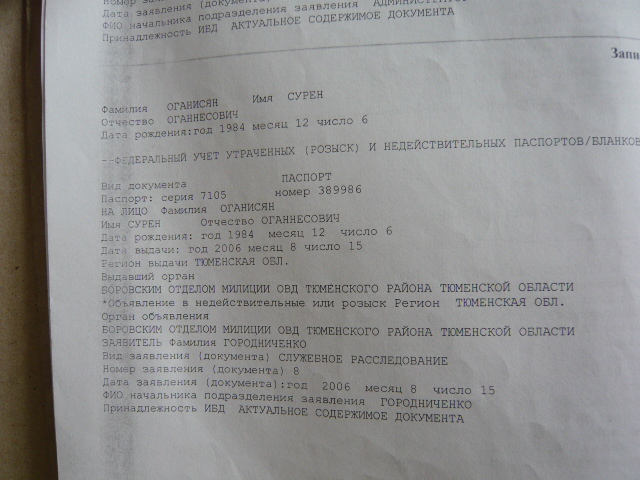 Дата заявления (документа
ФИО начальника подразделения заявления АДМИНИСТРАТОР
Принадлежность ИБД АКТУАЛЬНОЕ СОДЕРЖИМОЕ ДОКУМЕНТА
Запи
Фамилия ОГАНИСЯН Имя СУРЕН
Отчество ОГАННЕСОВИЧ
Дата рождения:год 1984 месяц 12 число 6
--ФЕДЕРАЛЬНЫЙ УЧЕТ УТРАЧЕННЫХ (РОЗЫСК) И НЕДЕЙСТВИТЕЛЬНЫХ ПАСПОРТОВ/БЛАНКОВ
Вид документа ПАСПОРТ
Паспорт: серия 7105 номер 389986
НА ЛИЦО Фамилия ОГАНИСЯН
Имя СУРЕН Отчество ОГАННЕСОВИЧ
Дата рождения: год 1984 месяц 12 число 6
Дата выдачи: год 2006 месяц 8 число 15
Регион выдачи ТЮМЕНСКАЯ ОБЛ.
Выдавший орган
БОРОВСКИМ ОТДЕЛОМ МИЛИЦИИ ОВД ТЮМЕНСКОГО РАЙОНА ТЮМЕНСКОЙ ОБЛАСТИ
*Объявление в недействительные или розыск Регион ТЮМЕНСКАЯ ОБЛ.
Орган объявления
БОРОВСКИМ ОТДЕЛОМ МИЛИЦИИ ОВД ТЮМЕНСКОГО РАЙОНА ТЮМЕНСКОЙ ОБЛАСТИ
ЗАЯВИТЕЛЬ Фамилия ГОРОДНИЧЕНКО
Вид заявления (документа) СЛУЖЕБНОЕ РАССЛЕДОВАНИЕ
Номер заявления (документа) 8
Дата заявления (документа):год 2006 месяц 8 число 15
ФИО начальника подразделения заявления ГОРОДНИЧЕНКО
Принадлежность ИБД АКТУАЛЬНОЕ СОДЕРЖИМОЕ ДОКУМЕНТА